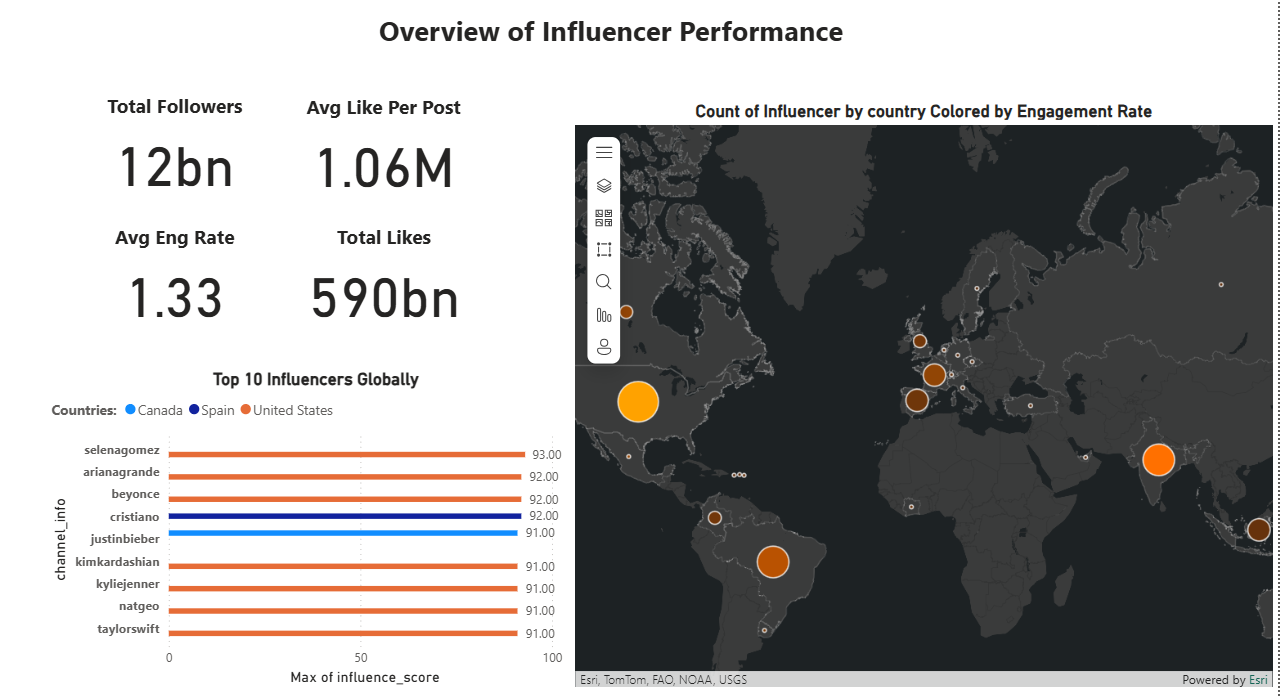 Overview of Influencer Performance
Total Followers
12bn
Avg Like Per Post
1.06M
Avg Eng Rate
1.33
Total Likes
590bn
Top 10 Influencers Globally
Countries: Canada Spain United States
channel_info
selenagomez 93.00
arianagrande 92.00
beyonce 92.00
cristiano 92.00
justinbieber 91.00
kimkardashian 91.00
kyliejenner 91.00
natgeo 91.00
taylorswift 91.00
0 50 100
Max of influence_score
Count of Influencer by country Colored by Engagement Rate
Esri, TomTom, FAO, NOAA, USGS
Powered by Esri